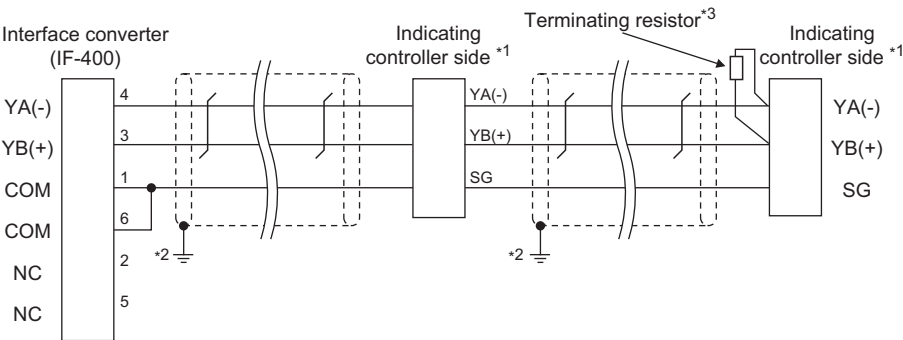 Terminating resistor*3
Interface converter
(IF-400)
Indicating
controller side *1
Indicating
controller side *1
YA(-)
4
YA(-)
YA(-)
YB(+)
3
YB(+)
YB(+)
COM
1
SG
SG
COM
6
*2
*2
NC
2
NC
5